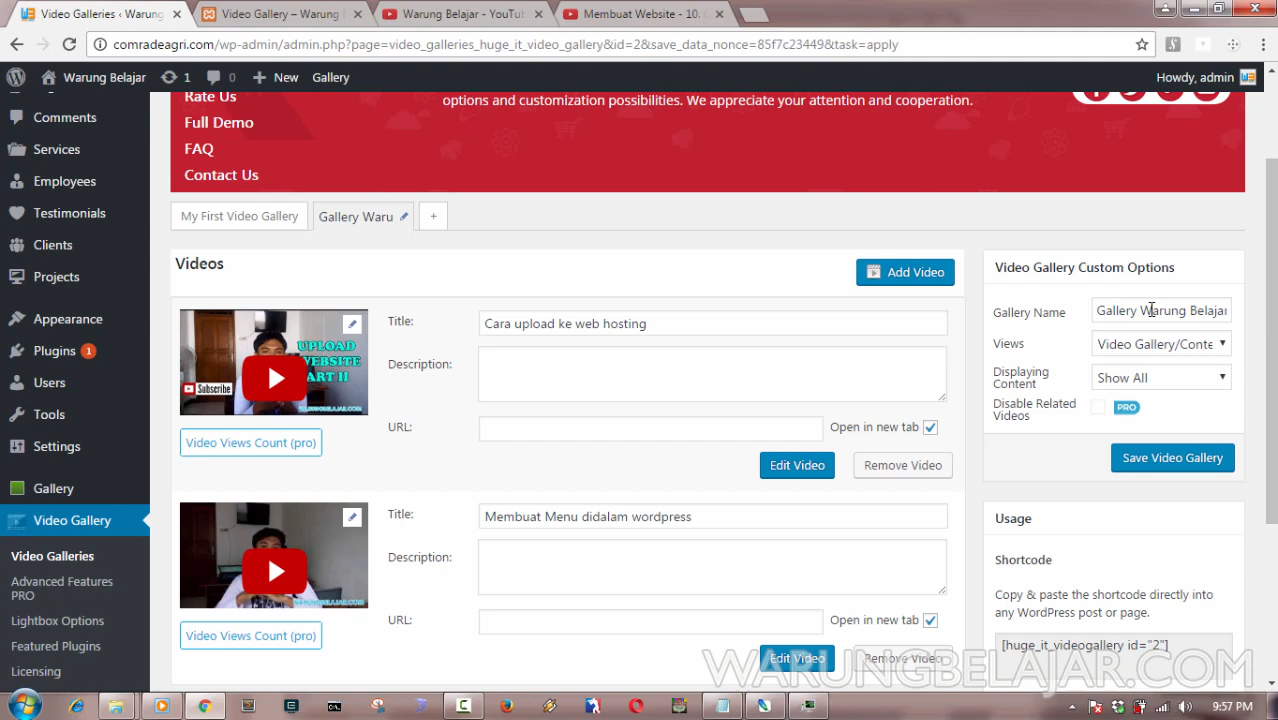 Video Galleries ‹ Warung
Video Gallery – Warung
Warung Belajar - YouTu
Membuat Website - 10.
comradeagri.com/wp-admin/admin.php?page=video_galleries_huge_it_video_gallery&id=2&save_data_nonce=85f7c23449&task=apply
Warung Belajar 1 0 New Gallery Howdy, admin
Comments
Services
Employees
Testimonials
Clients
Projects
Appearance
Plugins 1
Users
Tools
Settings
Gallery
Video Gallery
Video Galleries
Advanced Features
PRO
Lightbox Options
Featured Plugins
Licensing
Rate Us
Full Demo
FAQ
Contact Us
options and customization possibilities. We appreciate your attention and cooperation.
My First Video Gallery Gallery Waru +
Videos
Add Video
UPLOAD
WEBSITE
PART II
Subscribe
Video Views Count (pro)
Title: Cara upload ke web hosting
Description:
URL: Open in new tab
Edit Video Remove Video
Video Views Count (pro)
Title: Membuat Menu didalam wordpress
Description:
URL: Open in new tab
Edit Video Remove Video
Video Gallery Custom Options
Gallery Name Gallery Warung Belajar
Views Video Gallery/Conte
Displaying
Content
Show All
Disable Related
Videos
PRO
Save Video Gallery
Usage
Shortcode
Copy & paste the shortcode directly into
any WordPress post or page.
[huge_it_videogallery id="2"]
WARUNGBELAJAR.COM
9:57 PM